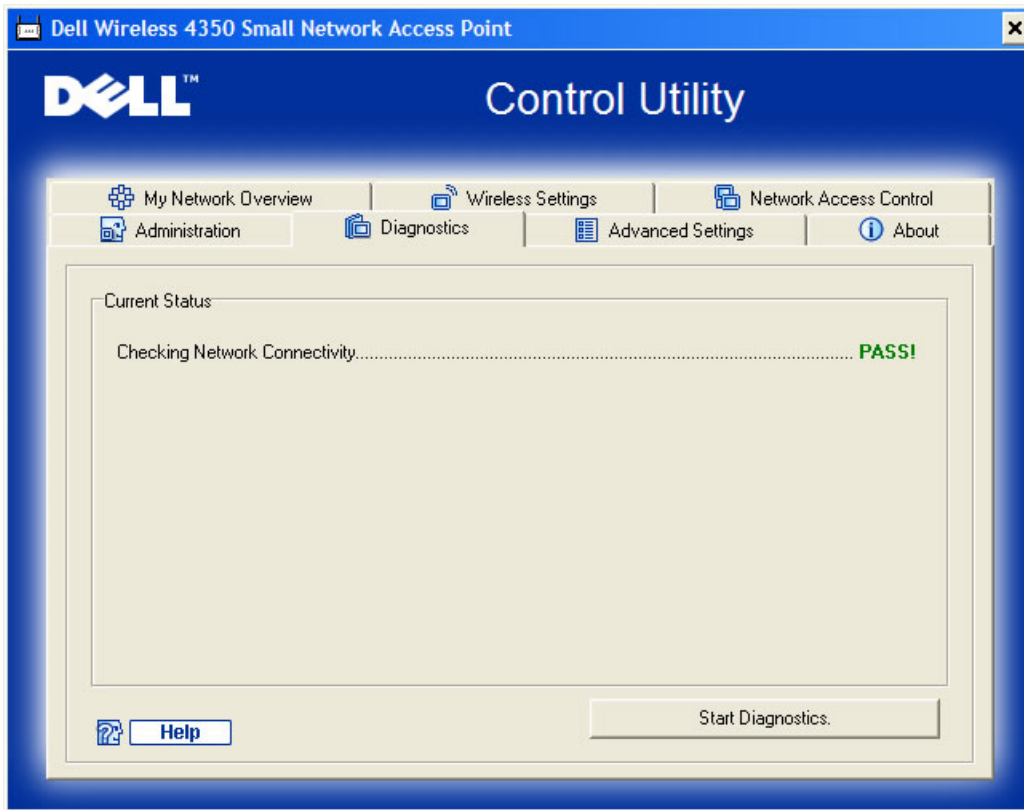 Dell Wireless 4350 Small Network Access Point
DELL™
Control Utility
My Network Overview
Wireless Settings
Network Access Control
Administration
Diagnostics
Advanced Settings
About
Current Status
Checking Network Connectivity.................................................................................................... PASS!
Help
Start Diagnostics.